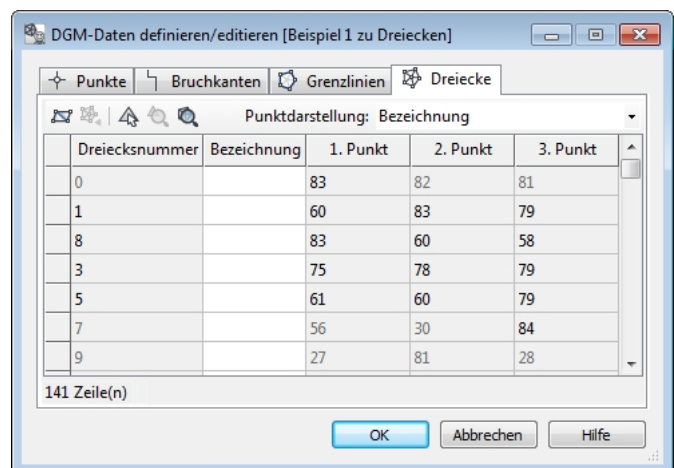 DGM-Daten definieren/editieren [Beispiel 1 zu Dreiecken]
Punkte Bruchkanten Grenzlinien Dreiecke
Punktdarstellung: Bezeichnung
Dreiecksnummer Bezeichnung 1. Punkt 2. Punkt 3. Punkt
0 83 82 81
1 60 83 79
8 83 60 58
3 75 78 79
5 61 60 79
7 56 30 84
9 27 81 28
141 Zeile(n)
OK Abbrechen Hilfe